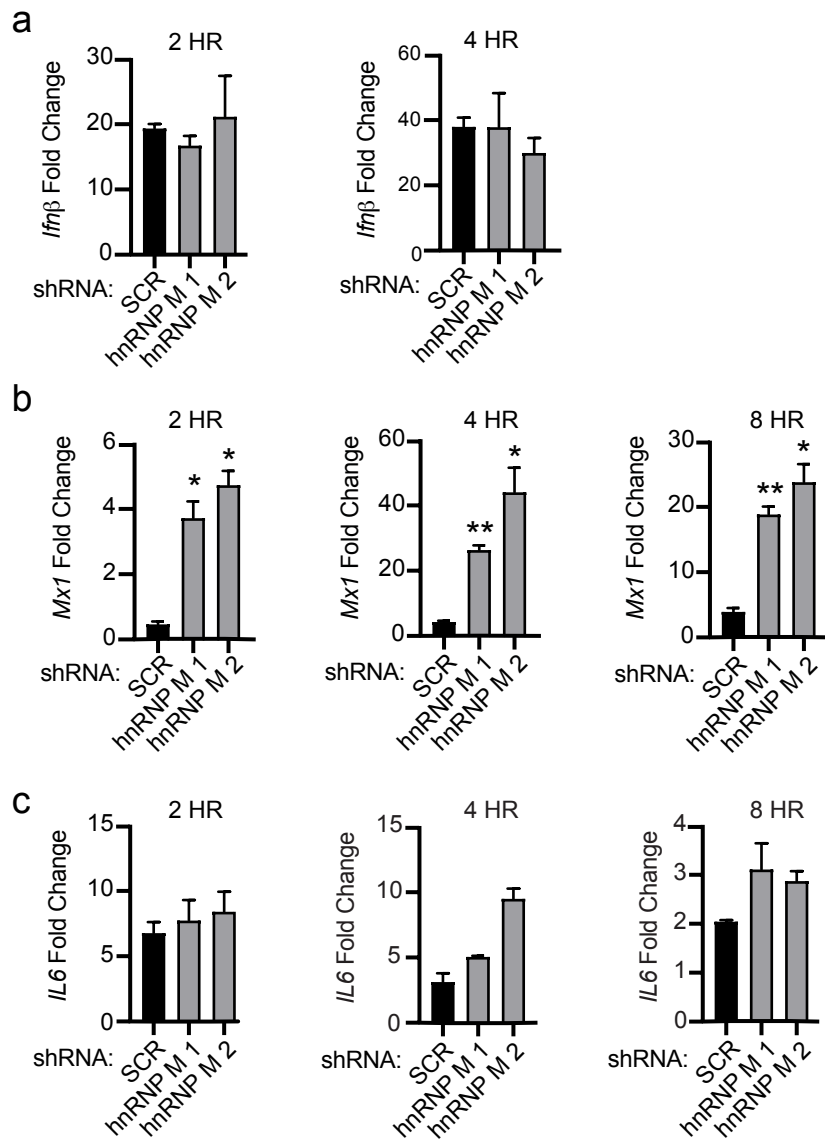 a
2 HR
Ifnβ Fold Change
30
20
10
0
shRNA:
SCR
hnRNP M 1
hnRNP M 2
4 HR
Ifnβ Fold Change
60
40
20
0
shRNA:
SCR
hnRNP M 1
hnRNP M 2
b
2 HR
Mx1 Fold Change
6
4
2
0
*
*
shRNA:
SCR
hnRNP M 1
hnRNP M 2
4 HR
Mx1 Fold Change
60
40
20
0
**
*
shRNA:
SCR
hnRNP M 1
hnRNP M 2
8 HR
Mx1 Fold Change
30
20
10
0
**
*
shRNA:
SCR
hnRNP M 1
hnRNP M 2
c
2 HR
IL6 Fold Change
15
10
5
0
shRNA:
SCR
hnRNP M 1
hnRNP M 2
4 HR
IL6 Fold Change
15
10
5
0
shRNA:
SCR
hnRNP M 1
hnRNP M 2
8 HR
IL6 Fold Change
4
3
2
1
0
shRNA:
SCR
hnRNP M 1
hnRNP M 2